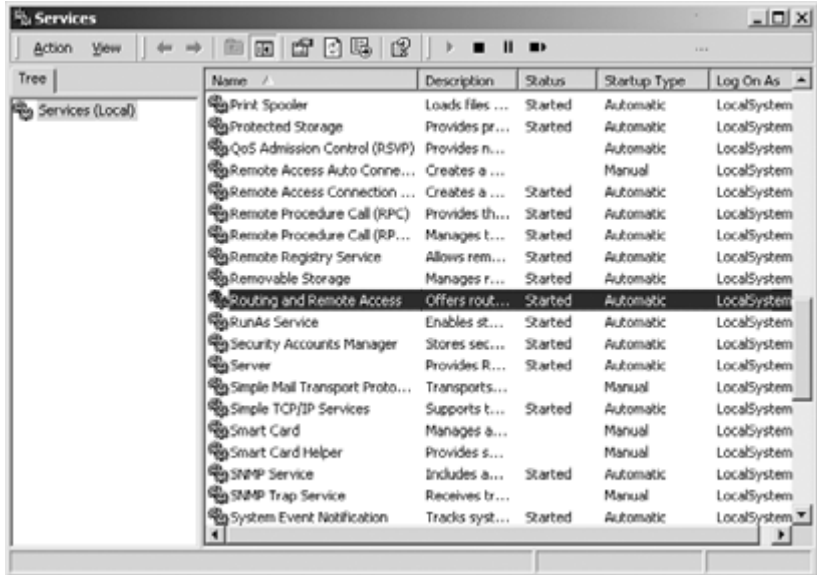 Services
Action View
Tree
Name Description Status Startup Type Log On As
Services (Local)
Print Spooler Loads files ... Started Automatic LocalSystem
Protected Storage Provides pr... Started Automatic LocalSystem
QoS Admission Control (RSVP) Provides n... Automatic LocalSystem
Remote Access Auto Conne... Creates a ... Manual LocalSystem
Remote Access Connection ... Creates a ... Started Automatic LocalSystem
Remote Procedure Call (RPC) Provides th... Started Automatic LocalSystem
Remote Procedure Call (RP... Manages t... Started Automatic LocalSystem
Remote Registry Service Allows rem... Started Automatic LocalSystem
Removable Storage Manages r... Started Automatic LocalSystem
Routing and Remote Access Offers rout... Started Automatic LocalSystem
RunAs Service Enables st... Started Automatic LocalSystem
Security Accounts Manager Stores sec... Started Automatic LocalSystem
Server Provides R... Started Automatic LocalSystem
Simple Mail Transport Proto... Transports... Manual LocalSystem
Simple TCP/IP Services Supports t... Started Automatic LocalSystem
Smart Card Manages a... Manual LocalSystem
Smart Card Helper Provides s... Manual LocalSystem
SNMP Service Includes a... Started Automatic LocalSystem
SNMP Trap Service Receives tr... Manual LocalSystem
System Event Notification Tracks syst... Started Automatic LocalSystem